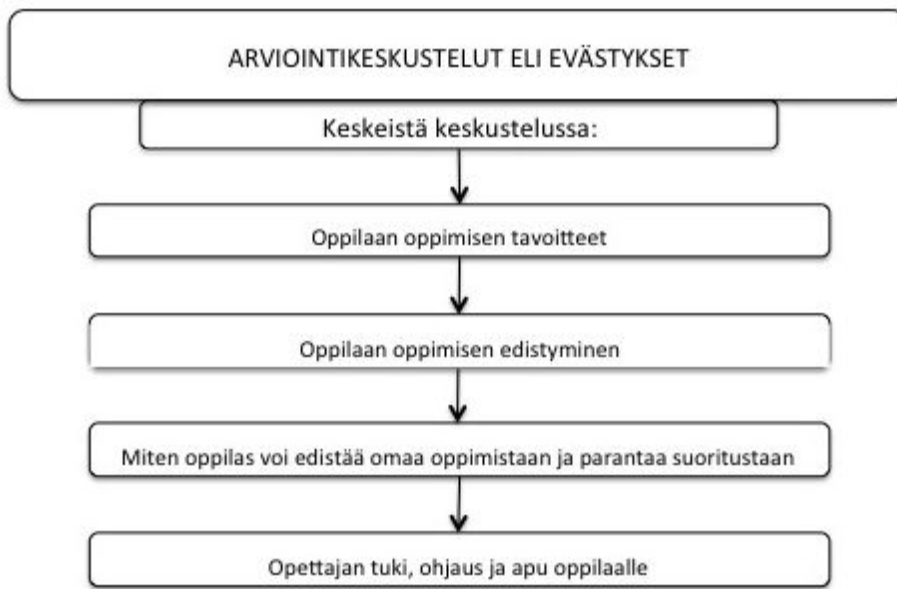 ARVIOINTIKESKUSTELUT ELI EVÄSTYKSET
Keskeistä keskustelussa:
Oppilaan oppimisen tavoitteet
Oppilaan oppimisen edistyminen
Miten oppilas voi edistää omaa oppimistaan ja parantaa suoritustaan
Opettajan tuki, ohjaus ja apu oppilaalle